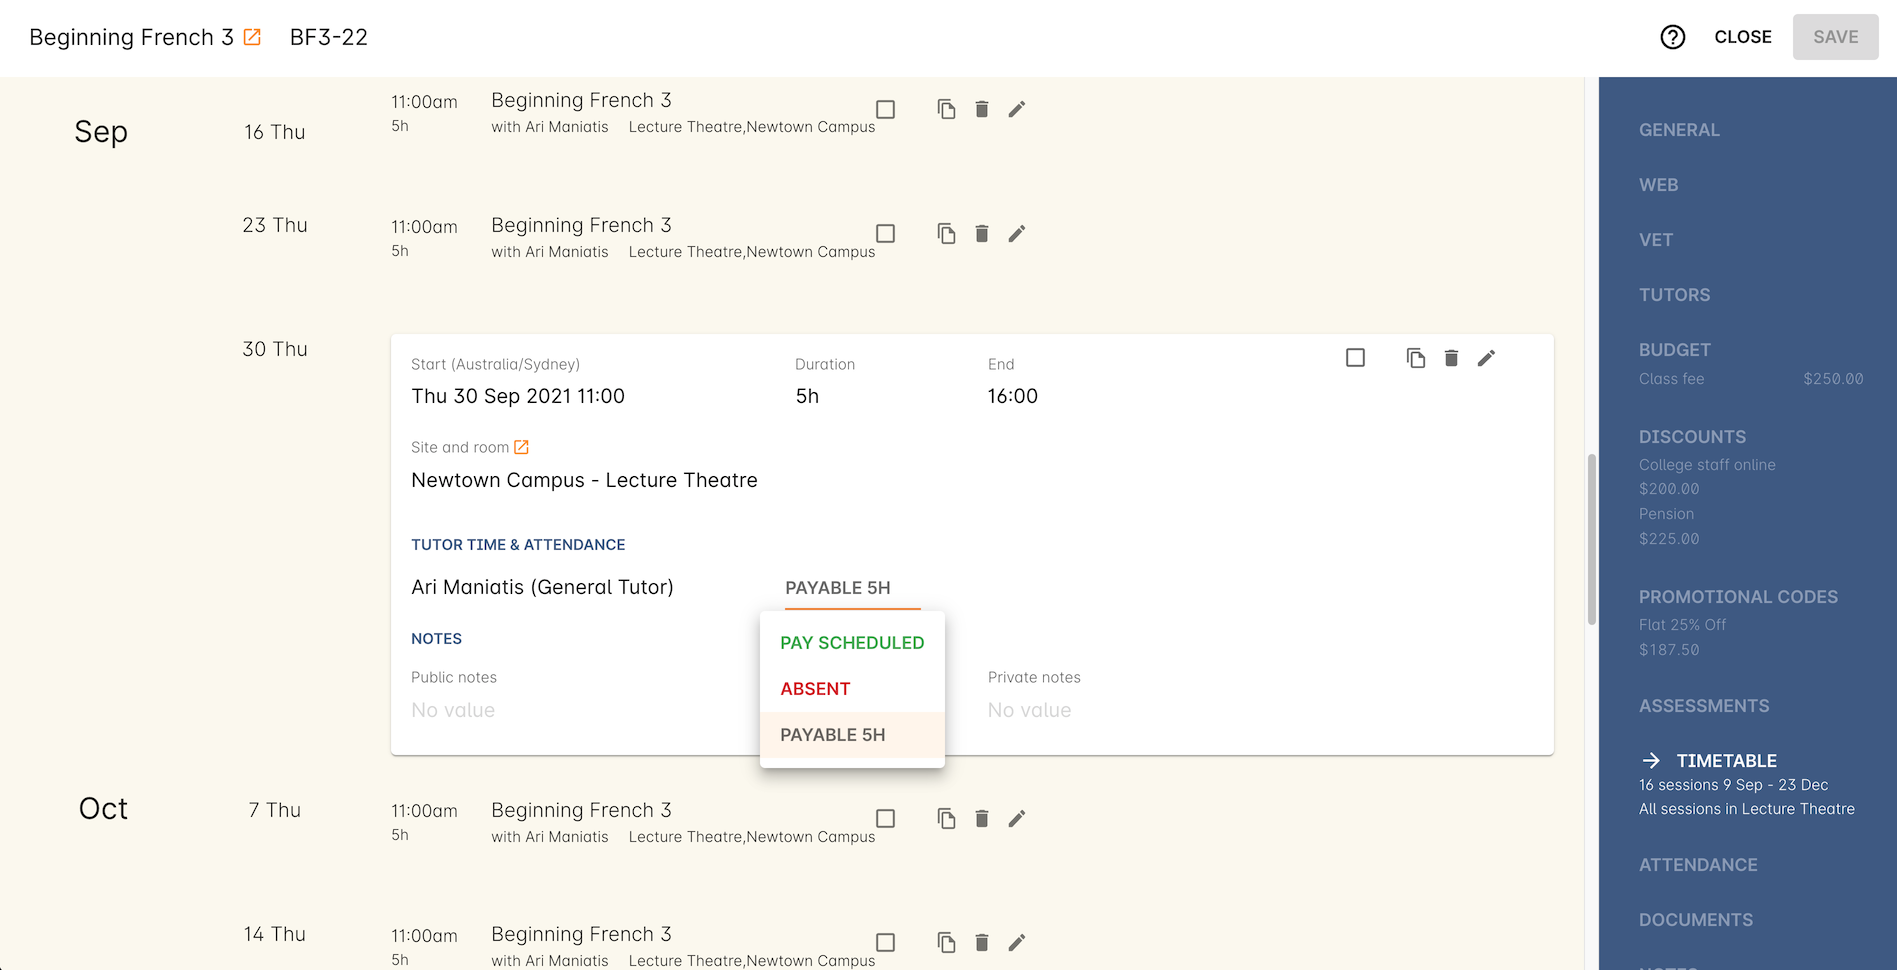 Beginning French 3 BF3-22 CLOSE SAVE
Sep
16 Thu
11:00am
5h
Beginning French 3
with Ari Maniatis Lecture Theatre,Newtown Campus
23 Thu
11:00am
5h
Beginning French 3
with Ari Maniatis Lecture Theatre,Newtown Campus
30 Thu
Start (Australia/Sydney) Duration End
Thu 30 Sep 2021 11:00 5h 16:00
Site and room
Newtown Campus - Lecture Theatre
TUTOR TIME & ATTENDANCE
Ari Maniatis (General Tutor) PAYABLE 5H
PAY SCHEDULED
ABSENT
PAYABLE 5H
NOTES
Public notes Private notes
No value No value
Oct
7 Thu
11:00am
5h
Beginning French 3
with Ari Maniatis Lecture Theatre,Newtown Campus
14 Thu
11:00am
5h
Beginning French 3
with Ari Maniatis Lecture Theatre,Newtown Campus
GENERAL
WEB
VET
TUTORS
BUDGET
Class fee $250.00
DISCOUNTS
College staff online
$200.00
Pension
$225.00
PROMOTIONAL CODES
Flat 25% Off
$187.50
ASSESSMENTS
TIMETABLE
16 sessions 9 Sep - 23 Dec
All sessions in Lecture Theatre
ATTENDANCE
DOCUMENTS